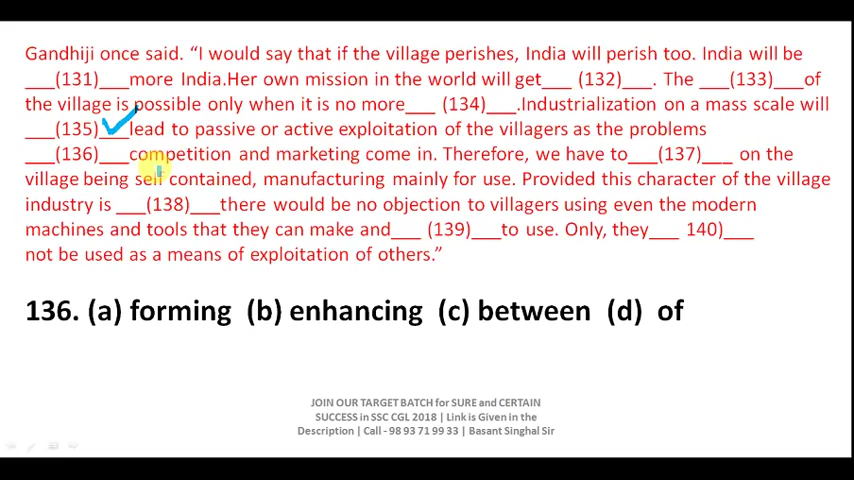 Gandhiji once said. “I would say that if the village perishes, India will perish too. India will be
___(131)___more India.Her own mission in the world will get___ (132)___. The ___(133)___of
the village is possible only when it is no more___ (134)___.Industrialization on a mass scale will
___(135)___lead to passive or active exploitation of the villagers as the problems
___(136)___competition and marketing come in. Therefore, we have to___(137)___ on the
village being self contained, manufacturing mainly for use. Provided this character of the village
industry is ___(138)___there would be no objection to villagers using even the modern
machines and tools that they can make and___ (139)___to use. Only, they___ 140)___
not be used as a means of exploitation of others.”
136. (a) forming (b) enhancing (c) between (d) of
JOIN OUR TARGET BATCH for SURE and CERTAIN
SUCCESS in SSC CGL 2018 | Link is Given in the
Description | Call - 98 93 71 99 33 | Basant Singhal Sir